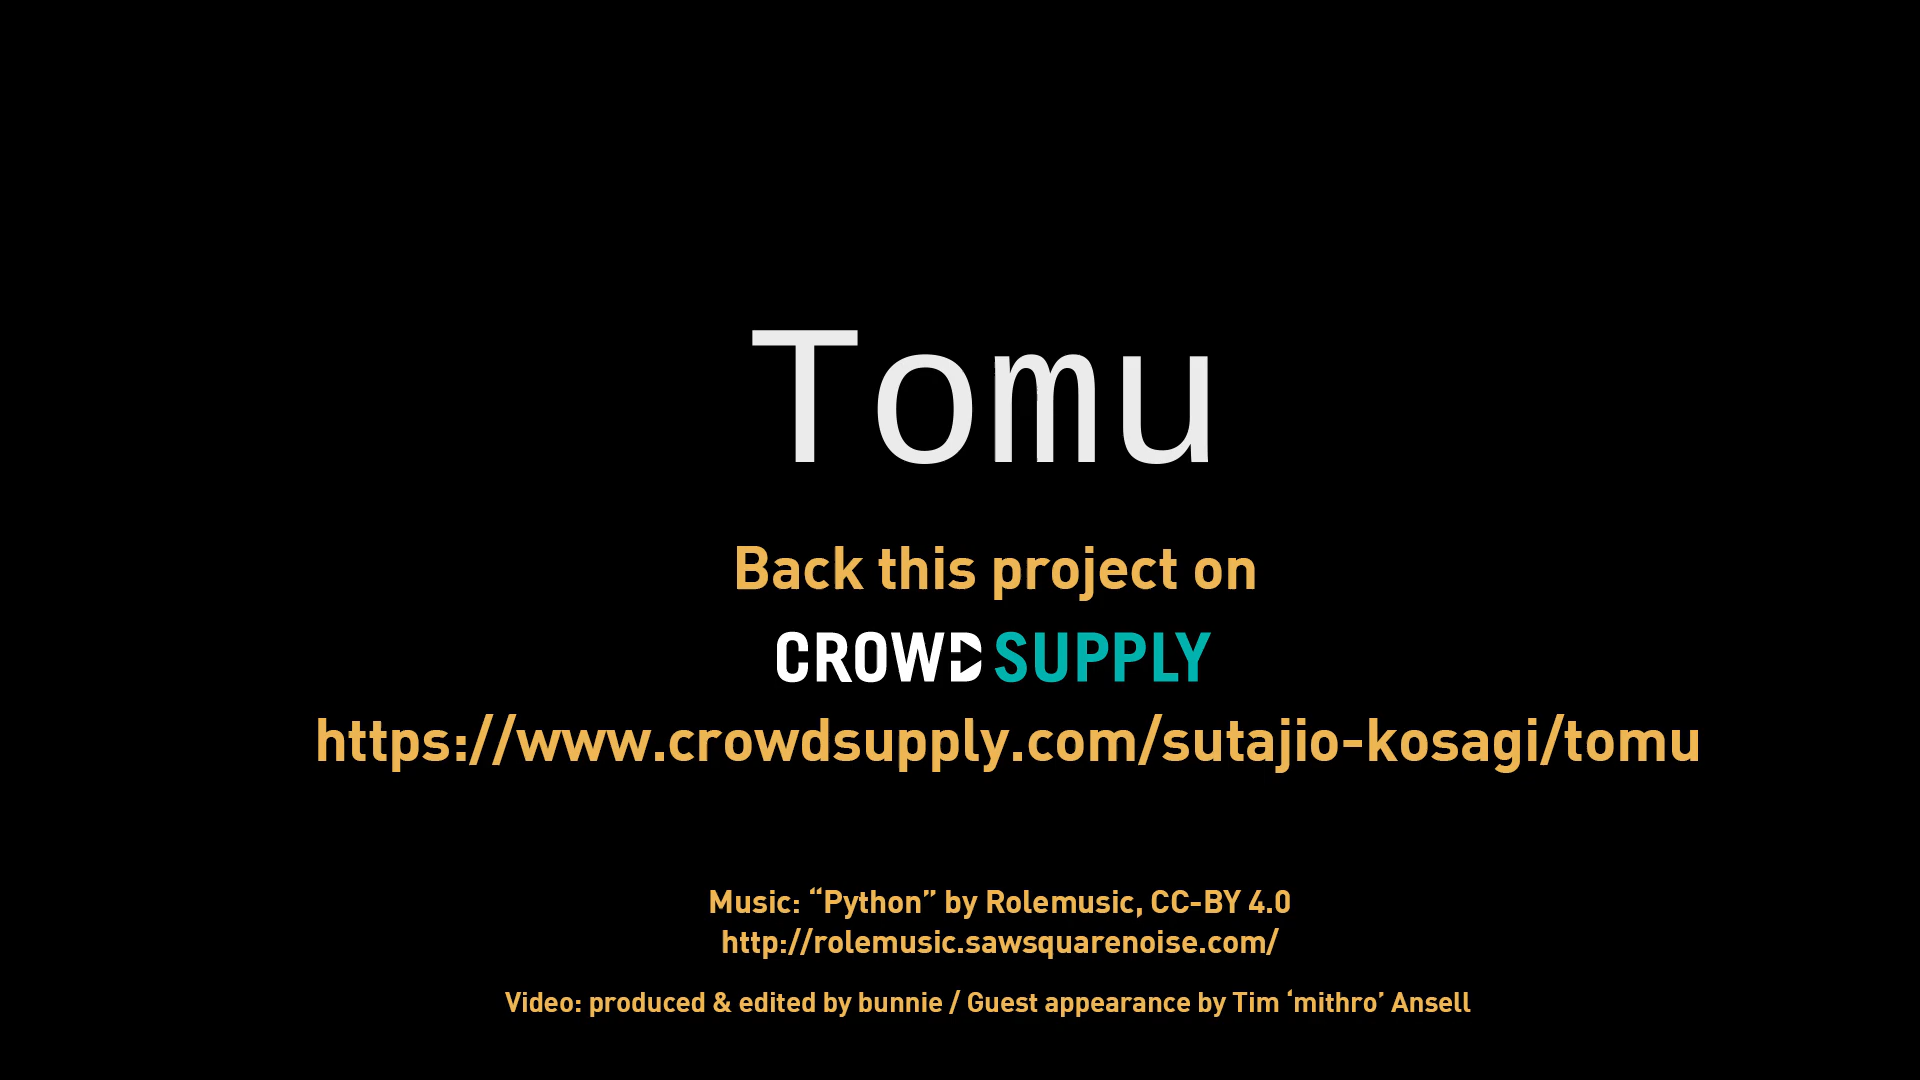 Tomu
Back this project on
CROWD SUPPLY
https://www.crowdsupply.com/sutajio-kosagi/tomu
Music: “Python” by Rolemusic, CC-BY 4.0
http://rolemusic.sawsquarenoise.com/
Video: produced & edited by bunnie / Guest appearance by Tim ‘mithro’ Ansell